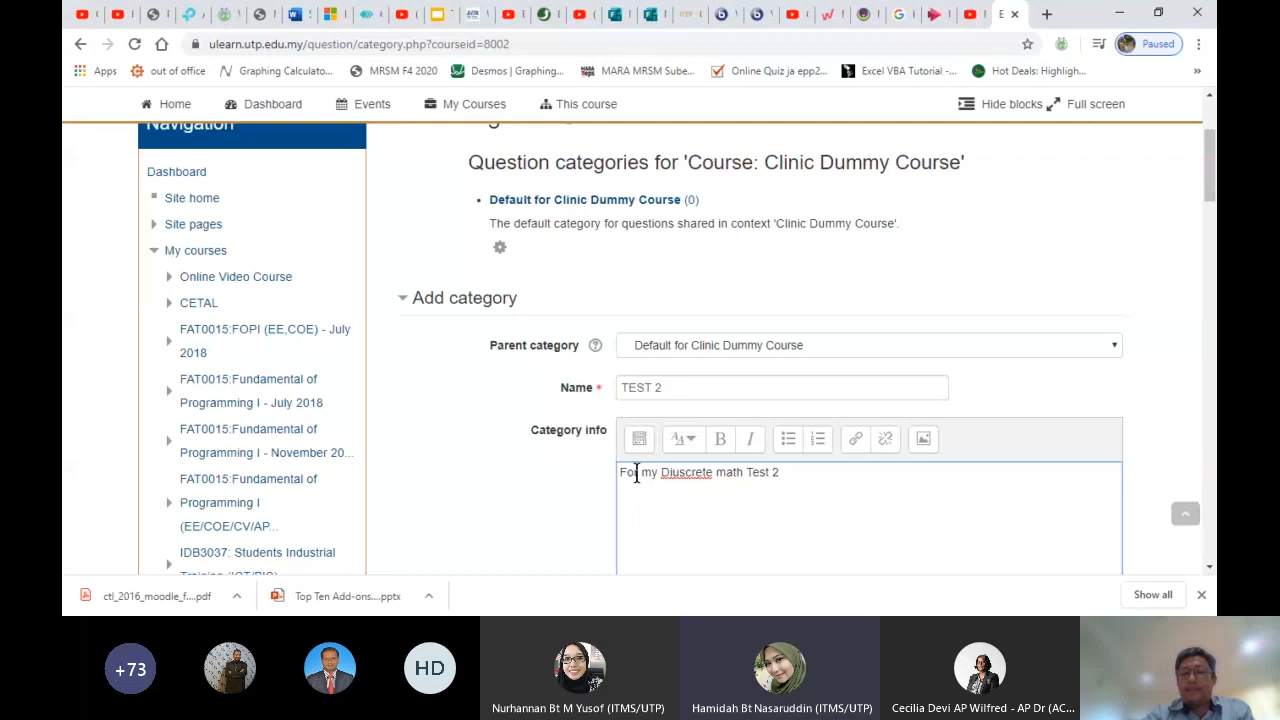 ulearn.utp.edu.my/question/category.php?courseid=8002
Paused
Apps
out of office
Graphing Calculato...
MRSM F4 2020
Desmos | Graphing...
MARA MRSM Sube...
Online Quiz ja epp2...
Excel VBA Tutorial -...
Hot Deals: Highligh...
»
Home
Dashboard
Events
My Courses
This course
Hide blocks
Full screen
Navigation
Dashboard
Site home
Site pages
My courses
Online Video Course
CETAL
FAT0015:FOPI (EE,COE) - July
2018
FAT0015:Fundamental of
Programming I - July 2018
FAT0015:Fundamental of
Programming I - November 20...
FAT0015:Fundamental of
Programming I
(EE/COE/CV/AP...
IDB3037: Students Industrial
Question categories for 'Course: Clinic Dummy Course'
Default for Clinic Dummy Course (0)
The default category for questions shared in context 'Clinic Dummy Course'.
Add category
Parent category
Default for Clinic Dummy Course
Name *
TEST 2
Category info
For my Diuscrete math Test 2
ctl_2016_moodle_f....pdf
Top Ten Add-ons....pptx
Show all
+73
HD
Nurhannan Bt M Yusof (ITMS/UTP)
Hamidah Bt Nasaruddin (ITMS/UTP)
Cecilia Devi AP Wilfred - AP Dr (AC...